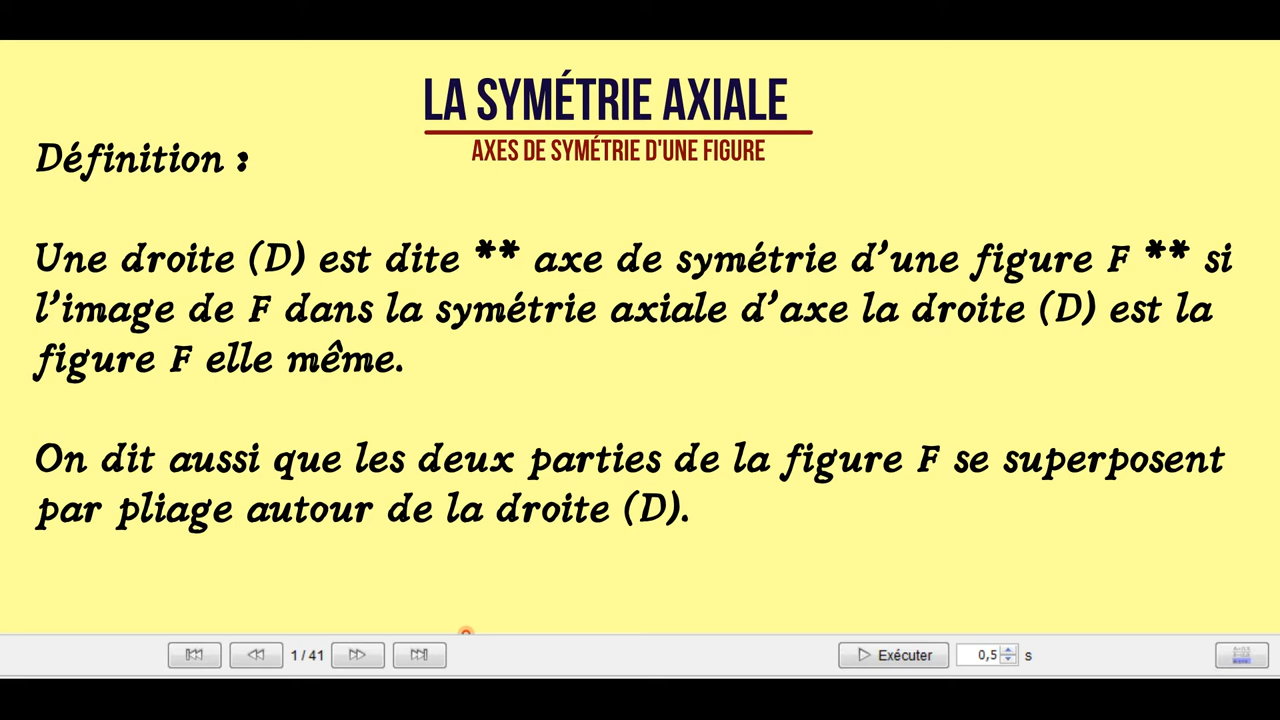 LA SYMÉTRIE AXIALE
AXES DE SYMÉTRIE D'UNE FIGURE
Définition :
Une droite (D) est dite ** axe de symétrie d’une figure F ** si
l’image de F dans la symétrie axiale d’axe la droite (D) est la
figure F elle même.
On dit aussi que les deux parties de la figure F se superposent
par pliage autour de la droite (D).
1 / 41
Exécuter
0,5 s